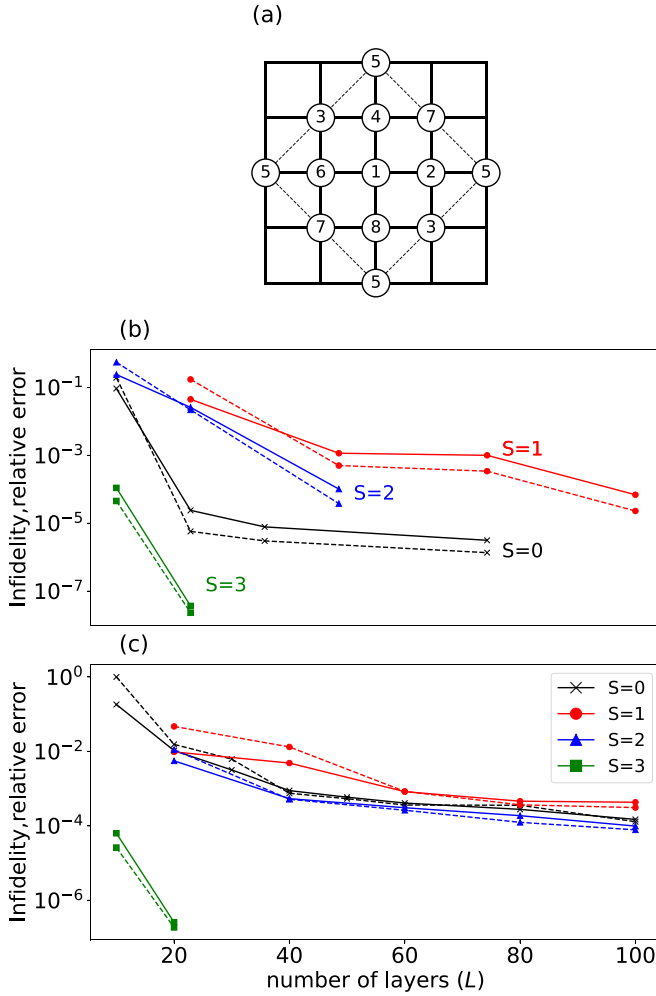 (a)
5
3 4 7
5 6 1 2 5
7 8 3
5
(b)
Infidelity,relative error
10⁻¹
10⁻³
10⁻⁵
10⁻⁷
S=1
S=2
S=0
S=3
(c)
Infidelity,relative error
10⁰
10⁻²
10⁻⁴
10⁻⁶
S=0
S=1
S=2
S=3
20 40 60 80 100
number of layers (L)